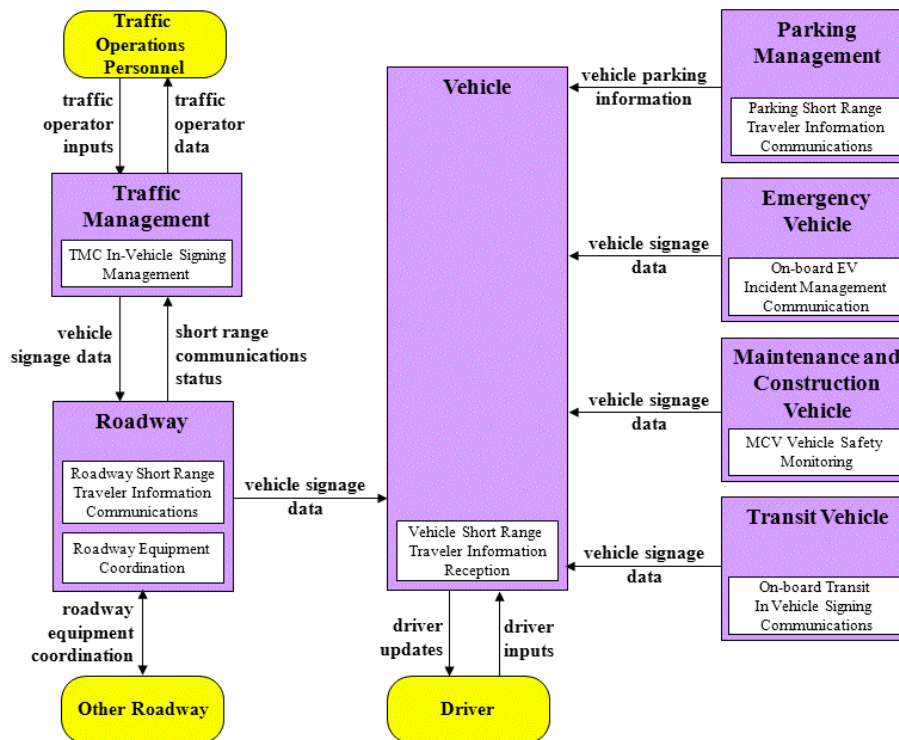 Traffic
Operations
Personnel
traffic
operator
inputs
traffic
operator
data
Traffic
Management
TMC In-Vehicle Signing
Management
vehicle
signage data
short range
communications
status
Roadway
Roadway Short Range
Traveler Information
Communications
Roadway Equipment
Coordination
roadway
equipment
coordination
Other Roadway
vehicle signage
data
Vehicle
Vehicle Short Range
Traveler Information
Reception
driver
updates
driver
inputs
Driver
vehicle parking
information
Parking
Management
Parking Short Range
Traveler Information
Communications
vehicle signage
data
Emergency
Vehicle
On-board EV
Incident Management
Communication
vehicle signage
data
Maintenance and
Construction
Vehicle
MCV Vehicle Safety
Monitoring
vehicle signage
data
Transit Vehicle
On-board Transit
In Vehicle Signing
Communications